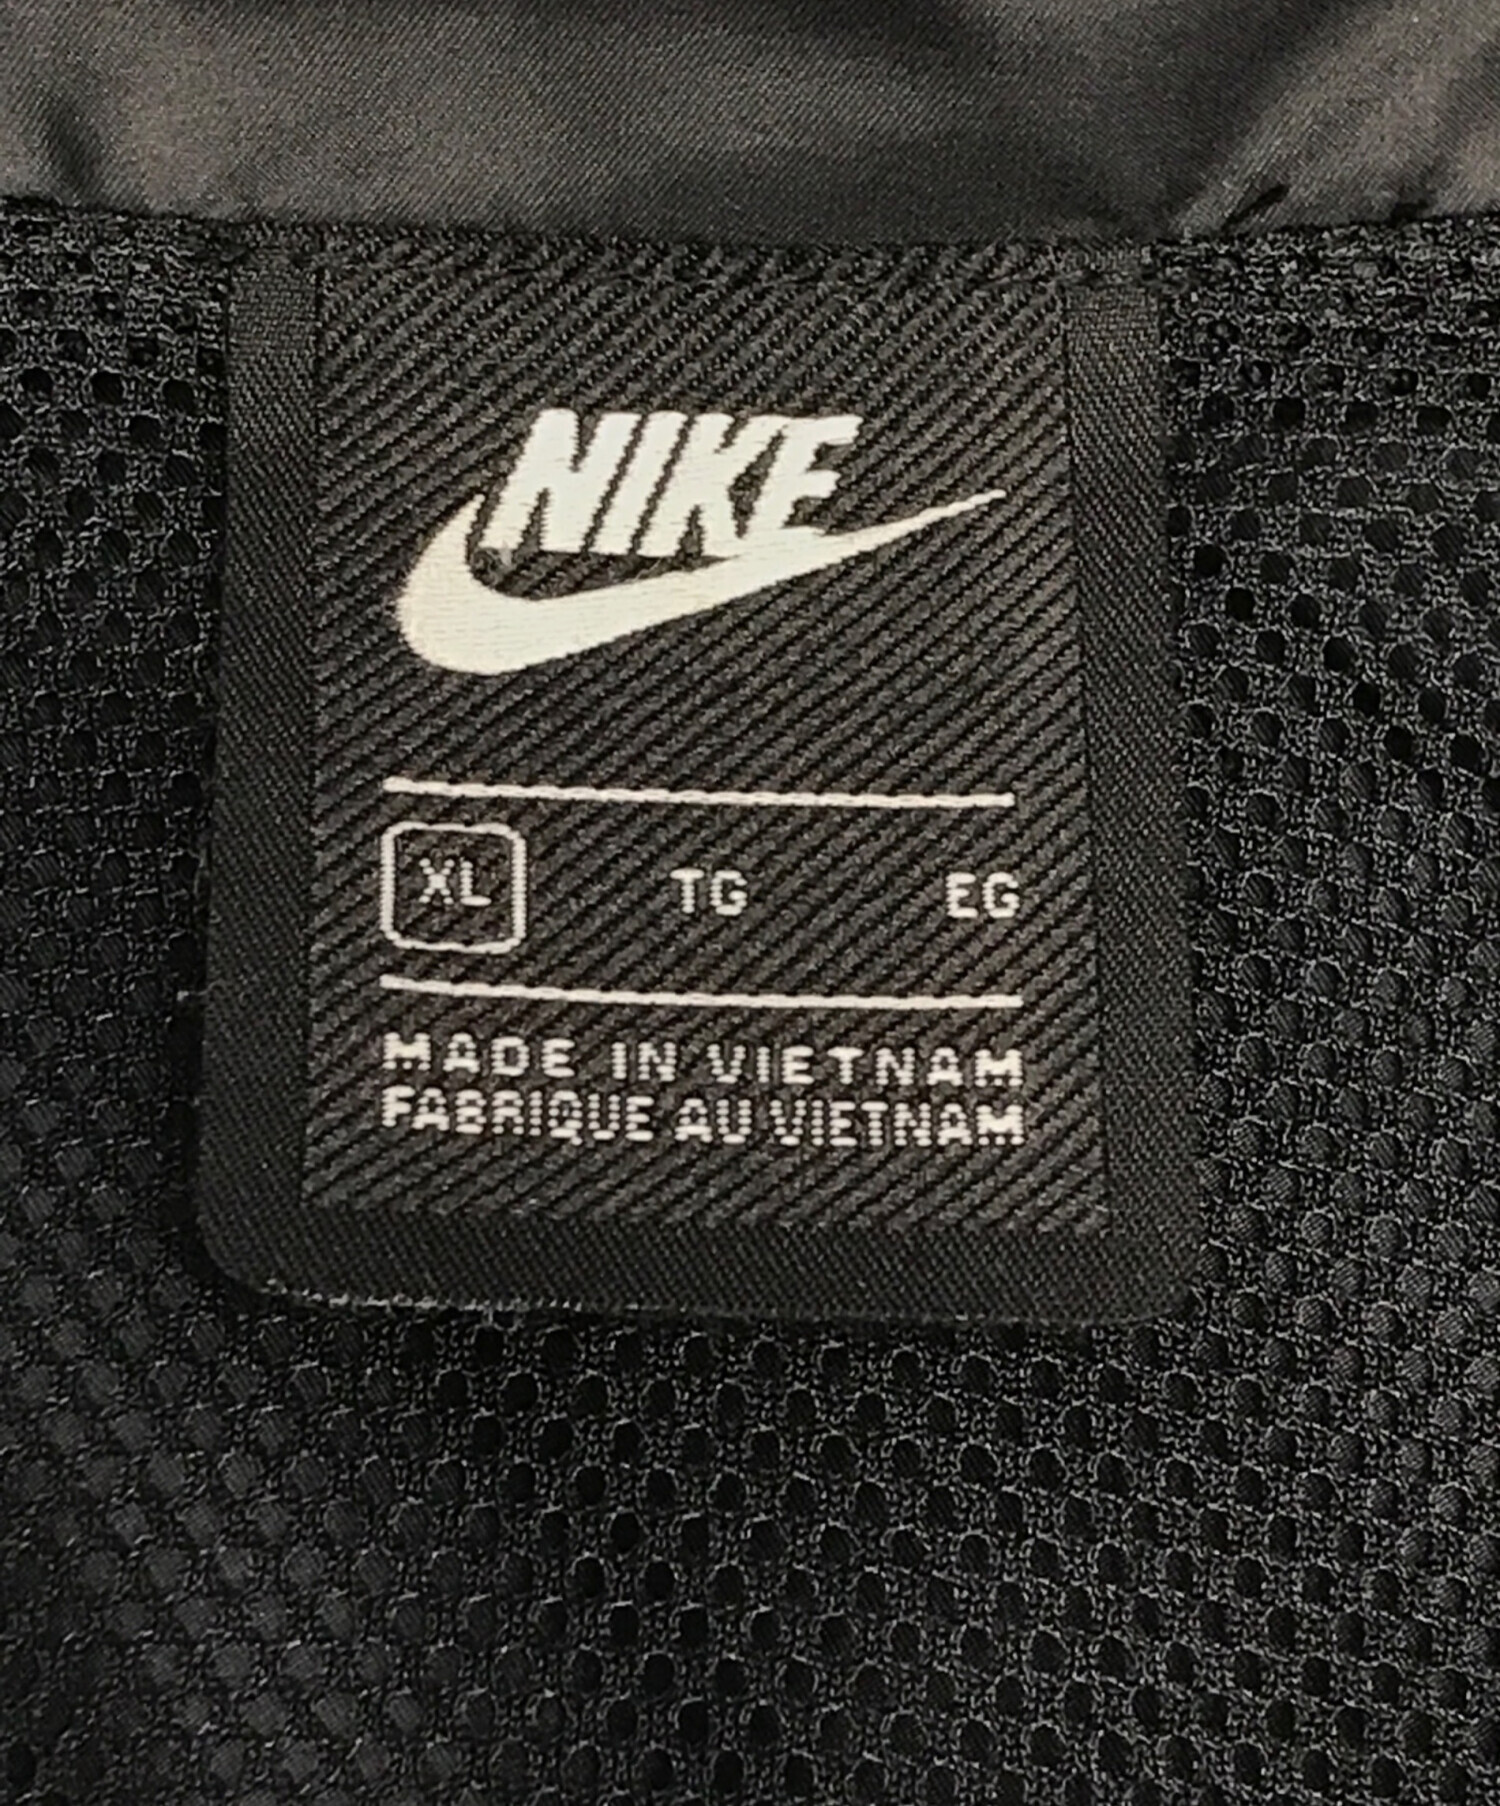 NIKE
XL TG EG
MADE IN VIETNAM
FABRIQUE AU VIETNAM